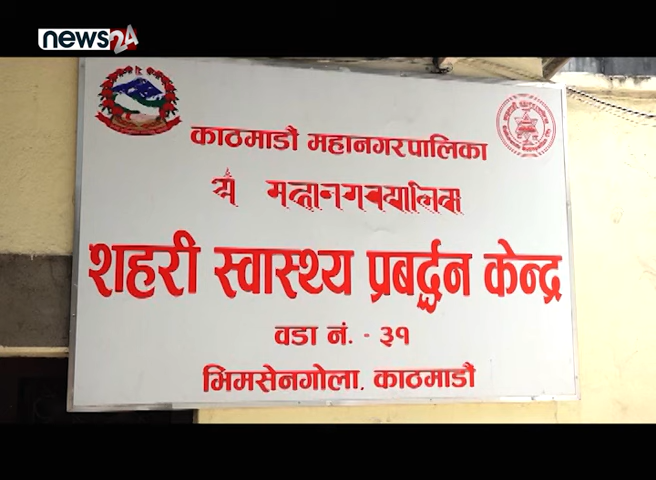 news24
काठमाडौं महानगरपालिका
शहरी स्वास्थ्य प्रबर्द्धन केन्द्र
वडा नं. - ३१
भिमसेनगोला, काठमाडौं